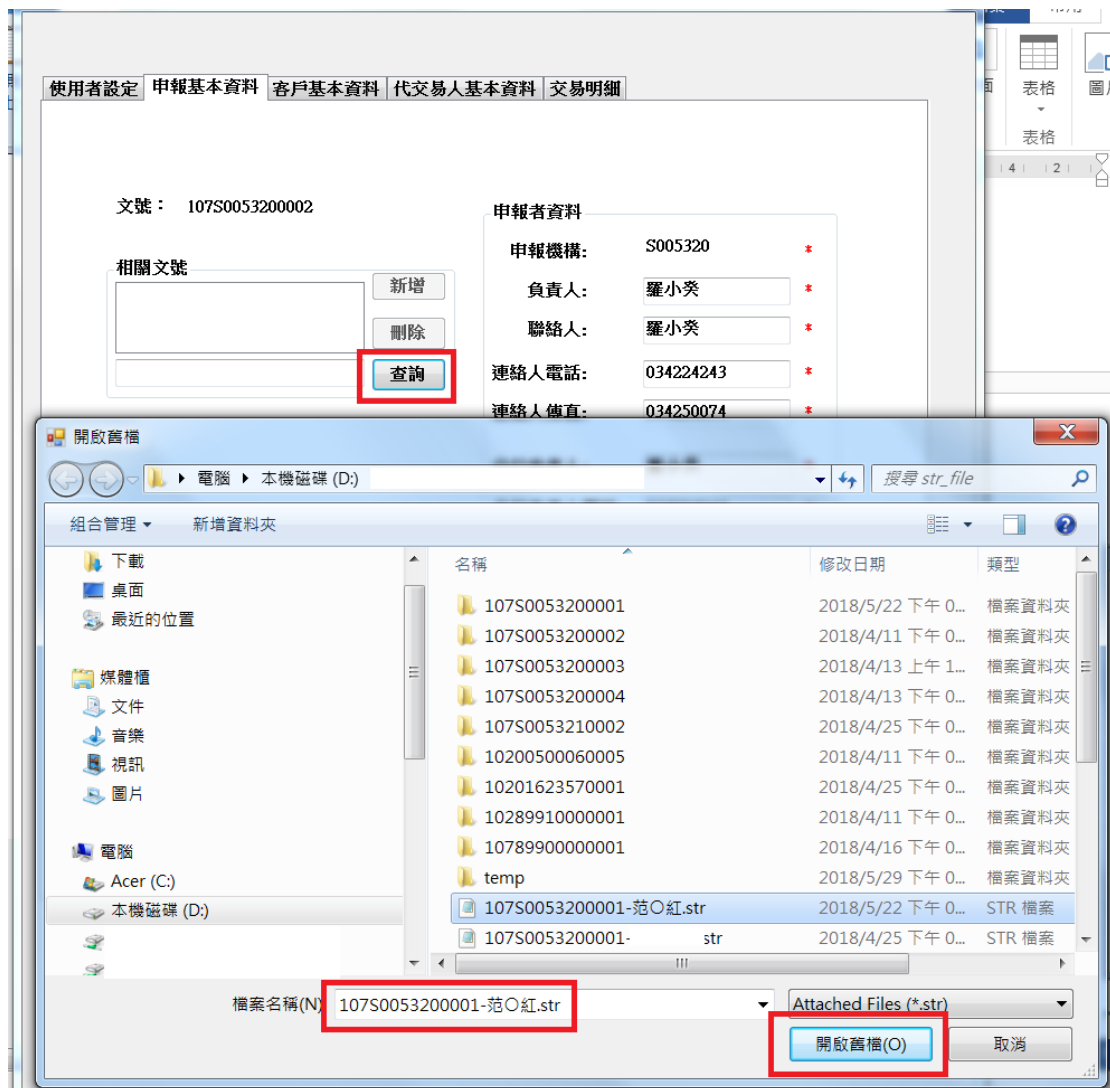 常用
表格
圖片
表格
4 2
使用者設定 申報基本資料 客戶基本資料 代交易人基本資料 交易明細
文號： 107S0053200002
申報者資料
申報機構: S005320 *
相關文號
新增
負責人: 羅小癸 *
刪除
聯絡人: 羅小癸 *
查詢
連絡人電話: 034224243 *
連絡人傳真: 034250074 *
開啟舊檔
電腦 本機磁碟 (D:)
搜尋 str_file
組合管理 新增資料夾
名稱 修改日期 類型
下載
桌面
最近的位置
媒體櫃
文件
音樂
視訊
圖片
電腦
Acer (C:)
本機磁碟 (D:)
107S0053200001 2018/5/22 下午 0... 檔案資料夾
107S0053200002 2018/4/11 下午 0... 檔案資料夾
107S0053200003 2018/4/13 上午 1... 檔案資料夾
107S0053200004 2018/4/13 下午 0... 檔案資料夾
107S0053210002 2018/4/25 下午 0... 檔案資料夾
10200500060005 2018/4/11 下午 0... 檔案資料夾
10201623570001 2018/4/25 下午 0... 檔案資料夾
10289910000001 2018/4/11 下午 0... 檔案資料夾
10789900000001 2018/4/16 下午 0... 檔案資料夾
temp 2018/5/29 下午 0... 檔案資料夾
107S0053200001-范○紅.str 2018/5/22 下午 0... STR 檔案
107S0053200001- str 2018/4/25 下午 0... STR 檔案
檔案名稱(N) 107S0053200001-范○紅.str Attached Files (*.str)
開啟舊檔(O) 取消